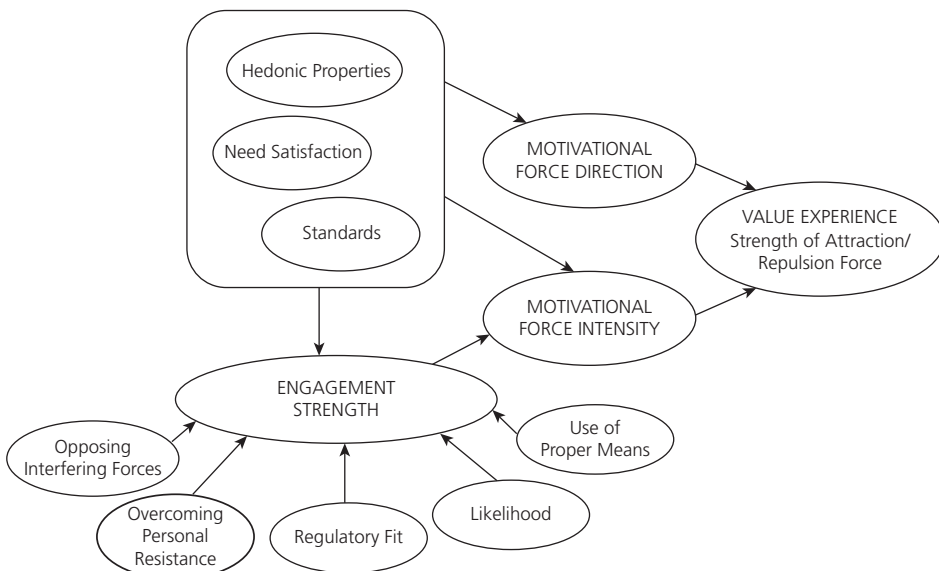 Hedonic Properties
Need Satisfaction
Standards
MOTIVATIONAL
FORCE DIRECTION
VALUE EXPERIENCE
Strength of Attraction/
Repulsion Force
MOTIVATIONAL
FORCE INTENSITY
ENGAGEMENT
STRENGTH
Opposing
Interfering Forces
Overcoming
Personal
Resistance
Regulatory Fit
Likelihood
Use of
Proper Means